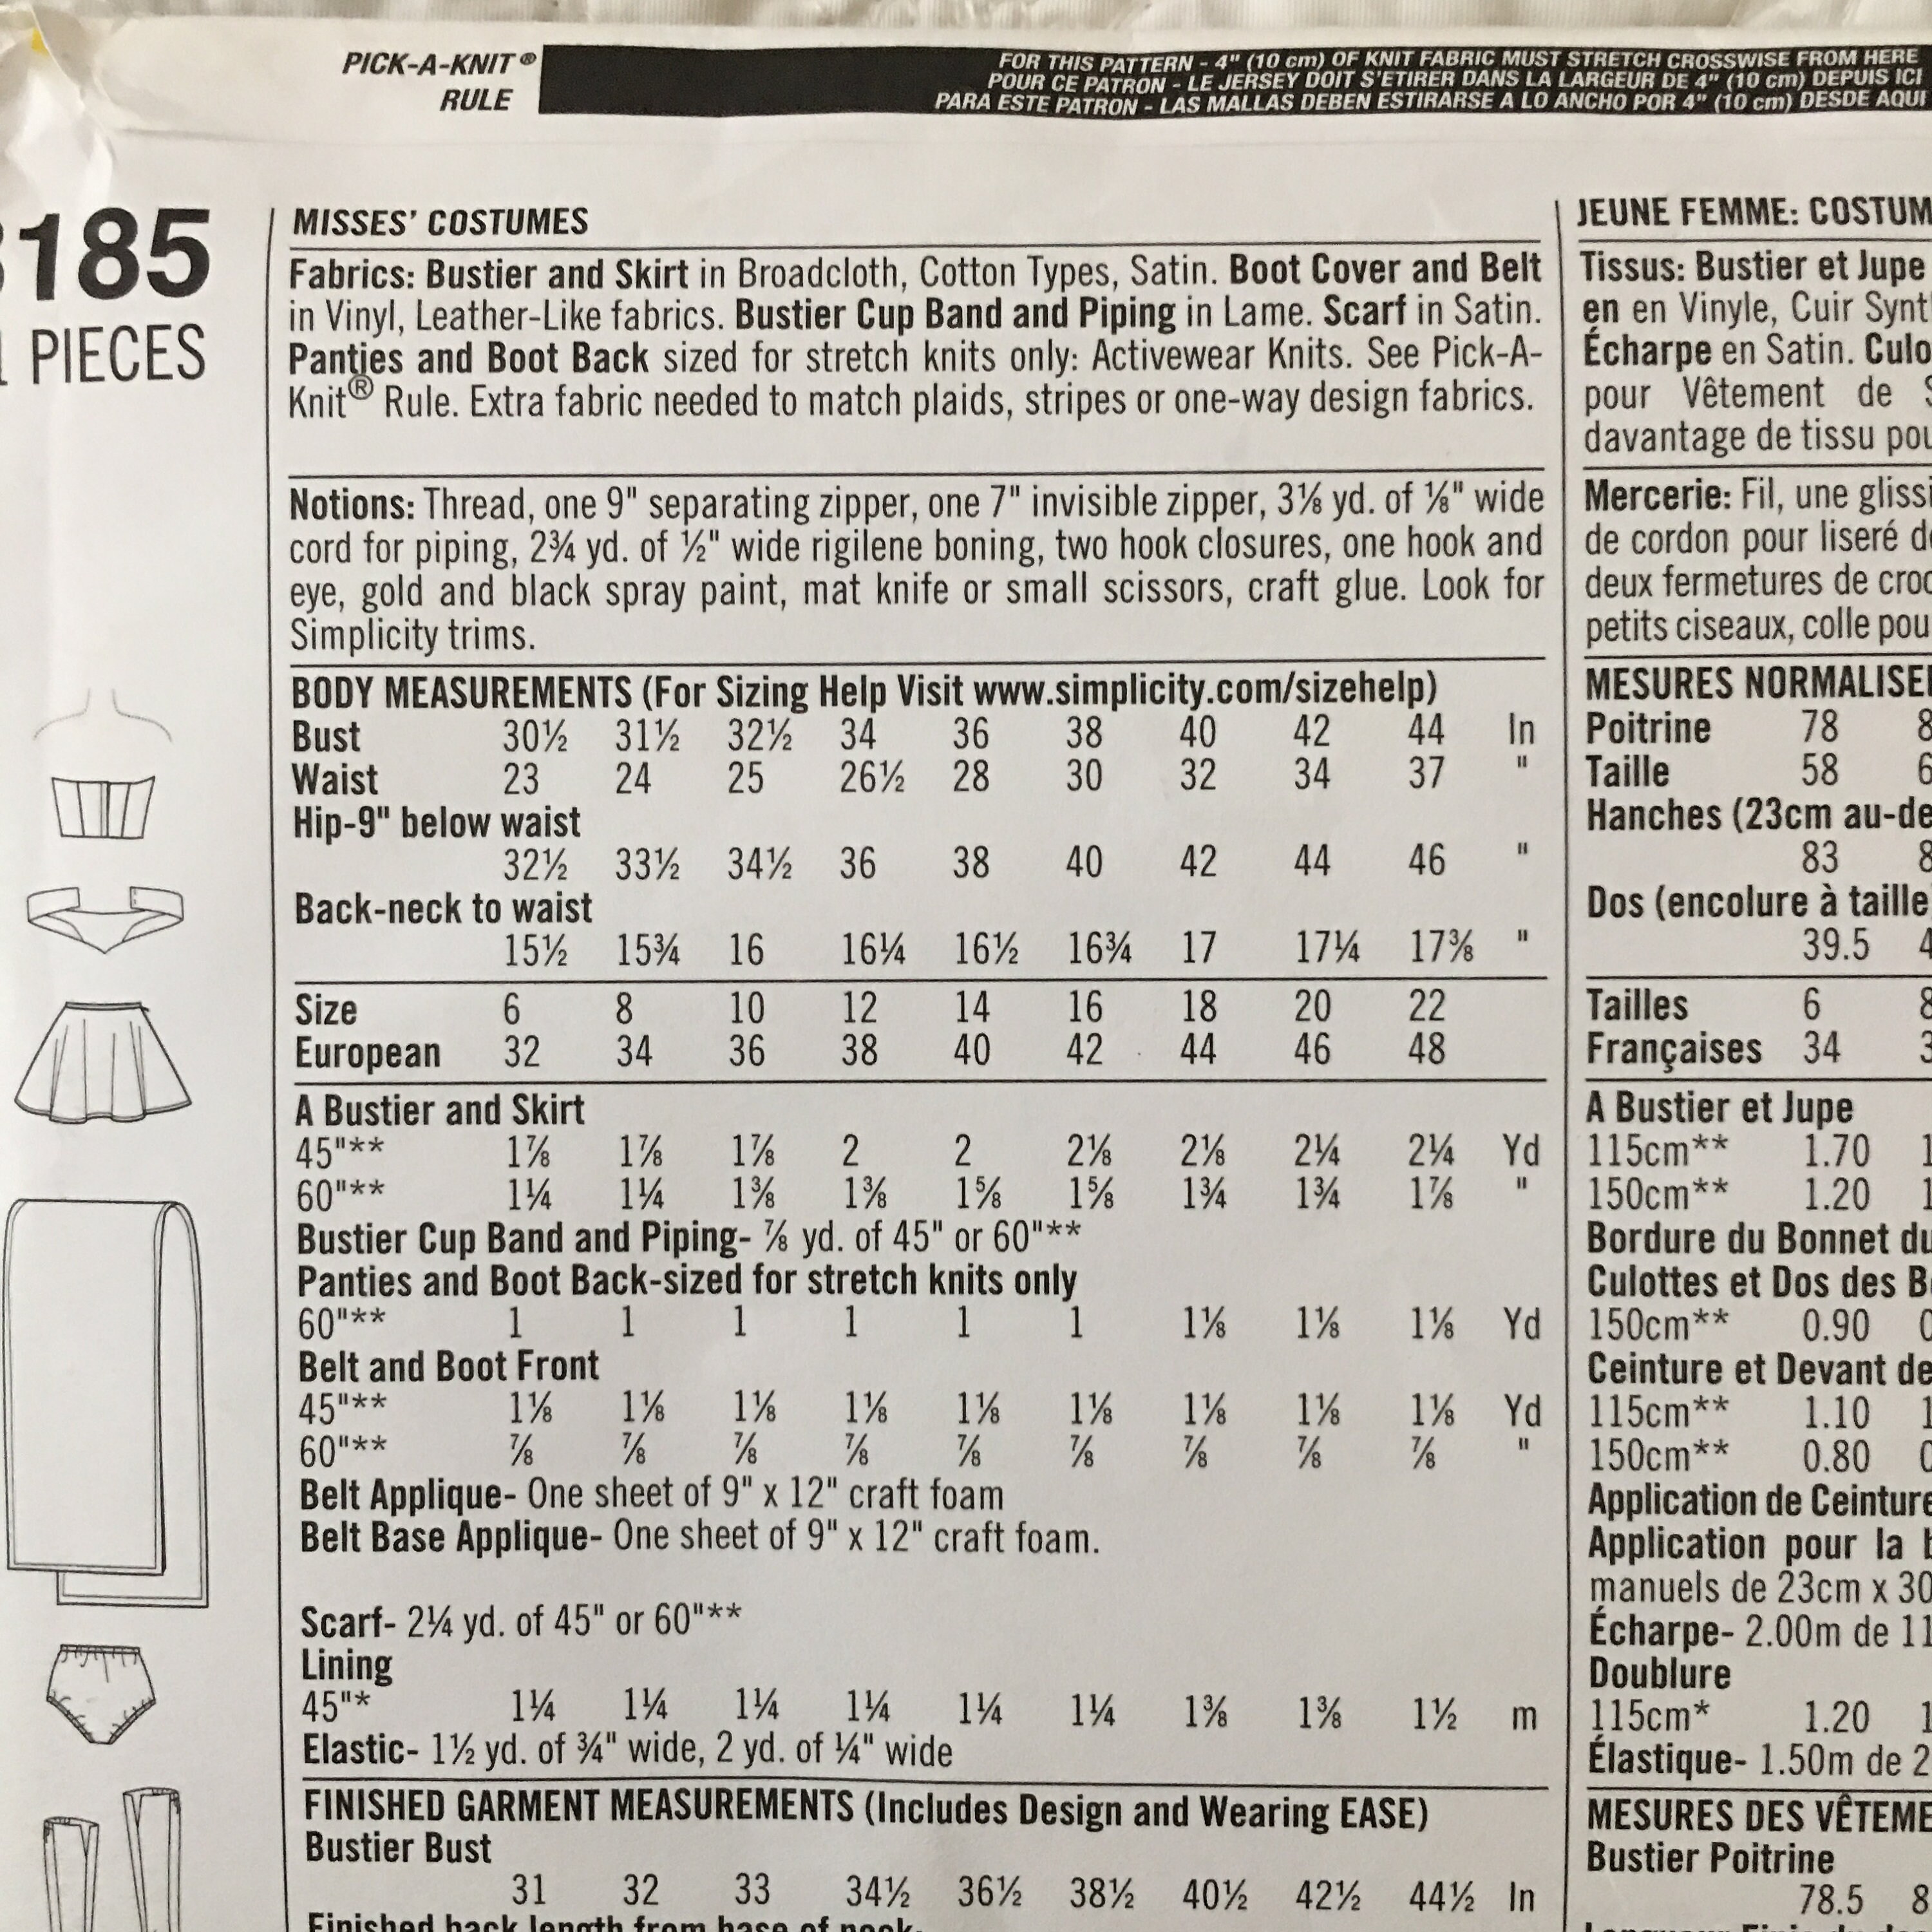 PICK-A-KNIT®
RULE
FOR THIS PATTERN - 4" (10 cm) OF KNIT FABRIC MUST STRETCH CROSSWISE FROM HERE
POUR CE PATRON - LE JERSEY DOIT S'ETIRER DANS LA LARGEUR DE 4" (10 cm) DEPUIS ICI
PARA ESTE PATRON - LAS MALLAS DEBEN ESTIRARSE A LO ANCHO POR 4" (10 cm) DESDE AQUI
185
PIECES
MISSES' COSTUMES
Fabrics: Bustier and Skirt in Broadcloth, Cotton Types, Satin. Boot Cover and Belt
in Vinyl, Leather-Like fabrics. Bustier Cup Band and Piping in Lame. Scarf in Satin.
Panties and Boot Back sized for stretch knits only: Activewear Knits. See Pick-A-
Knit® Rule. Extra fabric needed to match plaids, stripes or one-way design fabrics.
Notions: Thread, one 9" separating zipper, one 7" invisible zipper, 3⅛ yd. of ⅛" wide
cord for piping, 2¾ yd. of ½" wide rigilene boning, two hook closures, one hook and
eye, gold and black spray paint, mat knife or small scissors, craft glue. Look for
Simplicity trims.
BODY MEASUREMENTS (For Sizing Help Visit www.simplicity.com/sizehelp)
Bust 30½ 31½ 32½ 34 36 38 40 42 44 In
Waist 23 24 25 26½ 28 30 32 34 37 "
Hip-9" below waist
32½ 33½ 34½ 36 38 40 42 44 46 "
Back-neck to waist
15½ 15¾ 16 16¼ 16½ 16¾ 17 17¼ 17⅜ "
Size 6 8 10 12 14 16 18 20 22
European 32 34 36 38 40 42 44 46 48
A Bustier and Skirt
45"** 1⅞ 1⅞ 1⅞ 2 2 2⅛ 2⅛ 2¼ 2¼ Yd
60"** 1¼ 1¼ 1⅜ 1⅜ 1⅝ 1⅝ 1¾ 1¾ 1⅞ "
Bustier Cup Band and Piping- ⅞ yd. of 45" or 60"**
Panties and Boot Back-sized for stretch knits only
60"** 1 1 1 1 1 1 1⅛ 1⅛ 1⅛ Yd
Belt and Boot Front
45"** 1⅛ 1⅛ 1⅛ 1⅛ 1⅛ 1⅛ 1⅛ 1⅛ 1⅛ Yd
60"** ⅞ ⅞ ⅞ ⅞ ⅞ ⅞ ⅞ ⅞ ⅞ "
Belt Applique- One sheet of 9" x 12" craft foam
Belt Base Applique- One sheet of 9" x 12" craft foam.
Scarf- 2¼ yd. of 45" or 60"**
Lining
45"* 1¼ 1¼ 1¼ 1¼ 1¼ 1¼ 1⅜ 1⅜ 1½ m
Elastic- 1½ yd. of ¾" wide, 2 yd. of ¼" wide
FINISHED GARMENT MEASUREMENTS (Includes Design and Wearing EASE)
Bustier Bust
31 32 33 34½ 36½ 38½ 40½ 42½ 44½ In
Finished back length from base of neck-
JEUNE FEMME: COSTUM
Tissus: Bustier et Jupe
en en Vinyle, Cuir Synt
Écharpe en Satin. Culo
pour Vêtement de
davantage de tissu pou
Mercerie: Fil, une glissi
de cordon pour liseré d
deux fermetures de croc
petits ciseaux, colle pou
MESURES NORMALISE
Poitrine 78 8
Taille 58 6
Hanches (23cm au-de
83 8
Dos (encolure à taille
39.5 4
Tailles 6 8
Françaises 34 3
A Bustier et Jupe
115cm** 1.70 1
150cm** 1.20 1
Bordure du Bonnet du
Culottes et Dos des B
150cm** 0.90 0
Ceinture et Devant de
115cm** 1.10 1
150cm** 0.80 0
Application de Ceinture
Application pour la b
manuels de 23cm x 30
Écharpe- 2.00m de 11
Doublure
115cm* 1.20 1
Élastique- 1.50m de 2
MESURES DES VÊTEME
Bustier Poitrine
78.5 8